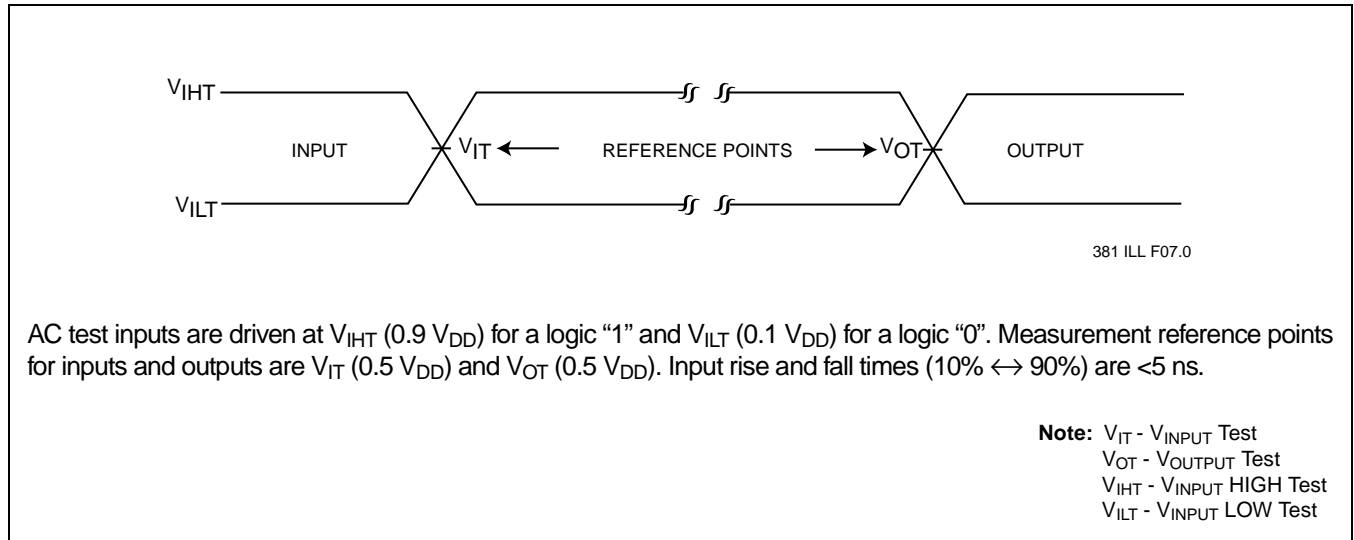 VIHT
INPUT VIT REFERENCE POINTS VOT OUTPUT
VILT
381 ILL F07.0
AC test inputs are driven at VIHT (0.9 VDD) for a logic “1” and VILT (0.1 VDD) for a logic “0”. Measurement reference points
for inputs and outputs are VIT (0.5 VDD) and VOT (0.5 VDD). Input rise and fall times (10% ↔ 90%) are <5 ns.
Note: VIT - VINPUT Test
VOT - VOUTPUT Test
VIHT - VINPUT HIGH Test
VILT - VINPUT LOW Test